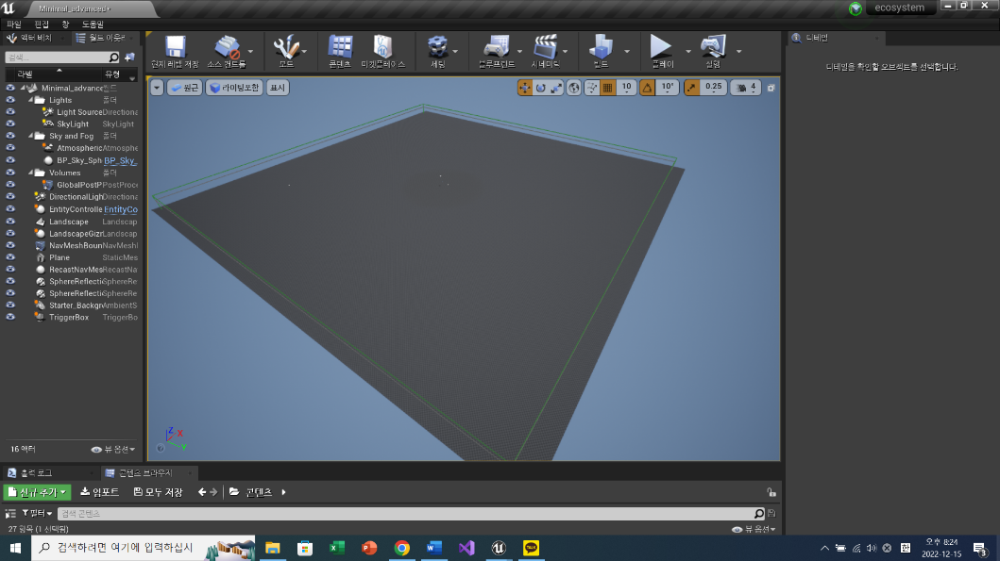 Minimal_advanced•
ecosystem
파일 편집 창 도움말
액터 배치
월드 아웃라
디테일
검색...
현재 레벨 저장
소스 컨트롤
모드
콘텐츠
마켓플레이스
세팅
블루프린트
시네마틱
빌드
플레이
실행
디테일을 확인할 오브젝트를 선택합니다.
라벨 유형
원근
라이팅포함
표시
10
10°
0.25
4
Minimal_advanc 월드
Lights 폴더
Light Source Directiona
SkyLight SkyLight
Sky and Fog 폴더
Atmospheric Atmosphe
BP_Sky_Sph BP_Sky_
Volumes 폴더
GlobalPostP PostProce
DirectionalLigh Directiona
EntityControlle EntityCo
Landscape Landscap
LandscapeGizn Landscap
NavMeshBoun NavMeshB
Plane StaticMes
RecastNavMes RecastNav
SphereReflecti SphereRe
SphereReflecti SphereRe
Starter_Backgr AmbientS
TriggerBox TriggerBo
Z X Y
16 액터
뷰 옵션
출력 로그
콘텐츠 브라우저
신규 추가
임포트
모두 저장
콘텐츠
필터
검색 콘텐츠
27 항목 (1 선택됨)
뷰 옵션
검색하려면 여기에 입력하십시
오후 8:24
2022-12-15
3